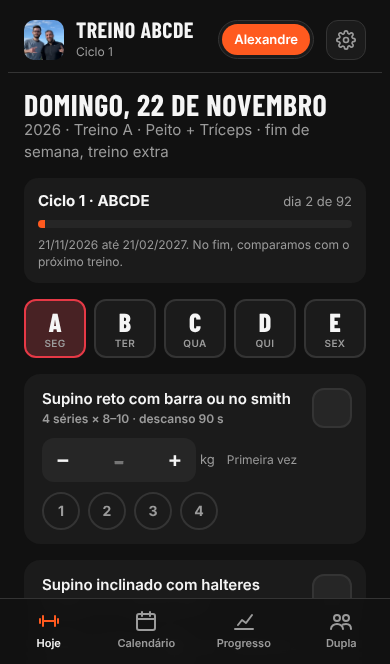 TREINO ABCDE
Ciclo 1
Alexandre
DOMINGO, 22 DE NOVEMBRO
2026 · Treino A · Peito + Tríceps · fim de
semana, treino extra
Ciclo 1 · ABCDE
dia 2 de 92
21/11/2026 até 21/02/2027. No fim, comparamos com o
próximo treino.
A B C D E
SEG TER QUA QUI SEX
Supino reto com barra ou no smith
4 séries × 8–10 · descanso 90 s
− – + kg Primeira vez
1 2 3 4
Supino inclinado com halteres
Hoje Calendário Progresso Dupla